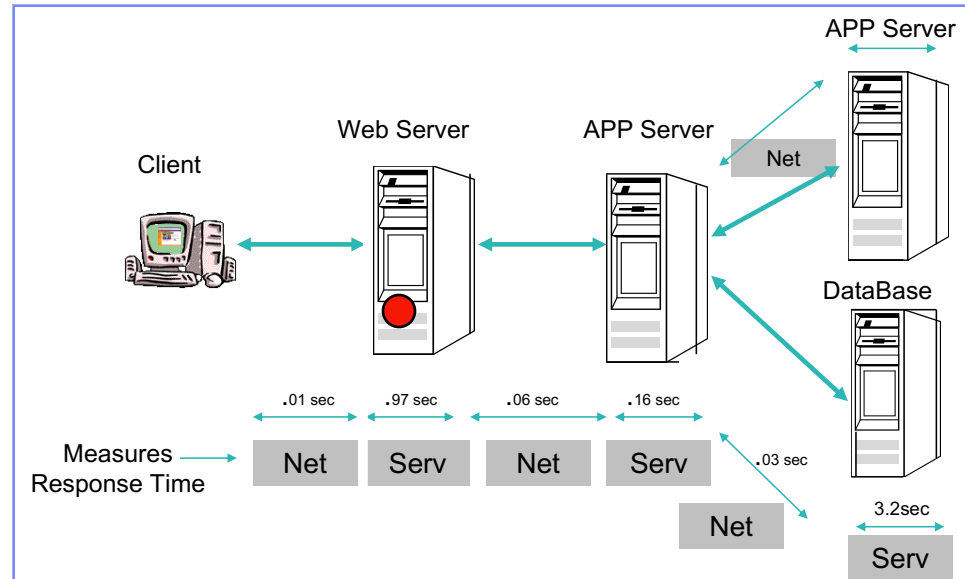 APP Server
Web Server
APP Server
Client
Net
DataBase
.01 sec
.97 sec
.06 sec
.16 sec
Measures
Response Time
Net
Serv
Net
Serv
.03 sec
Net
3.2sec
Serv